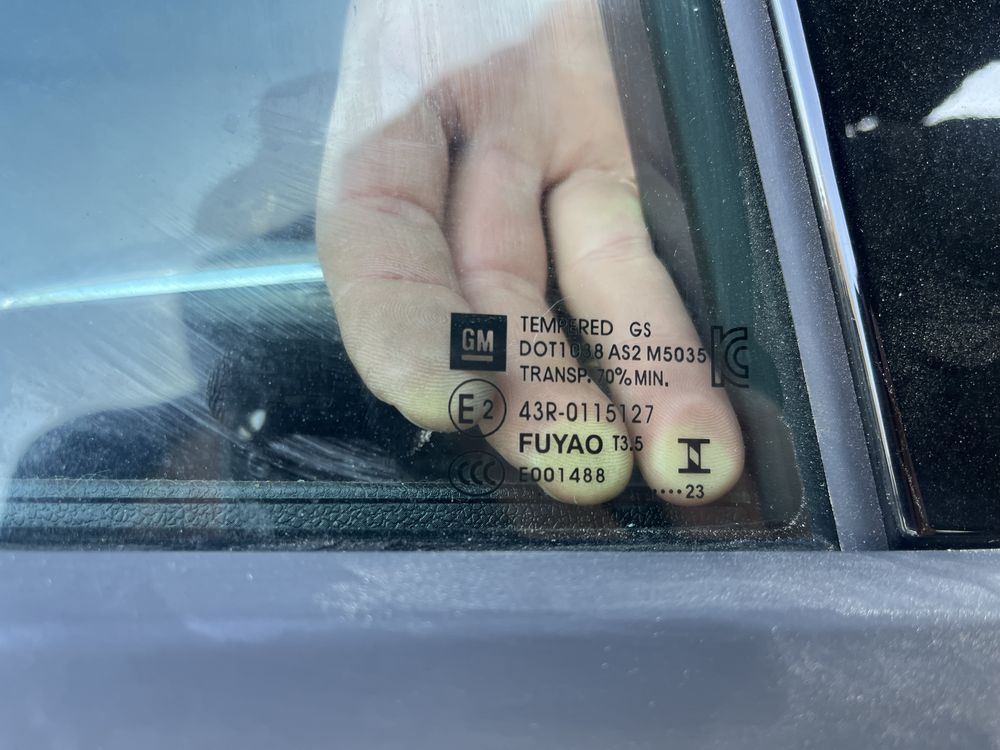 GM
TEMPERED GS
DOT1038 AS2 M5035
TRANSP. 70% MIN.
E2 43R-0115127
FUYAO T3.5
CCC E001488
....23